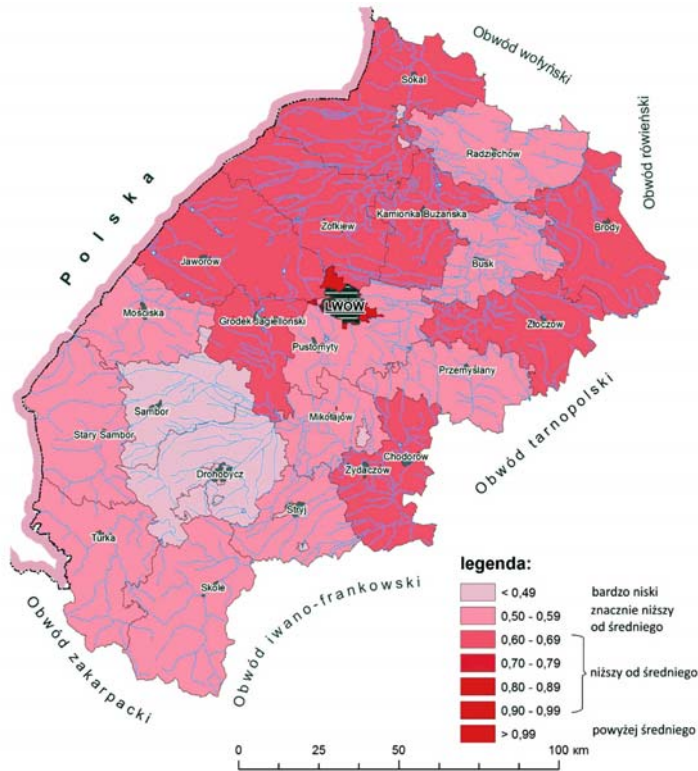 Obwód wołyński
Sokal
Obwód rówieński
Radziechów
Polska
Kamionka Bużańska
Żółkiew
Brody
Busk
Jaworów
LWÓW
Mościska
Gródek Jagielloński
Złoczów
Pustomyty
Przemyślany
Obwód tarnopolski
Sambor
Mikołajów
Stary Sambor
Chodorów
Drohobycz
Żydaczów
Stryj
Turka
Skole
Obwód iwano-frankowski
Obwód zakarpacki
legenda:
< 0,49 bardzo niski
0,50 - 0,59 znacznie niższy od średniego
0,60 - 0,69
0,70 - 0,79 niższy od średniego
0,80 - 0,89
0,90 - 0,99
> 0,99 powyżej średniego
0 25 50 100 km